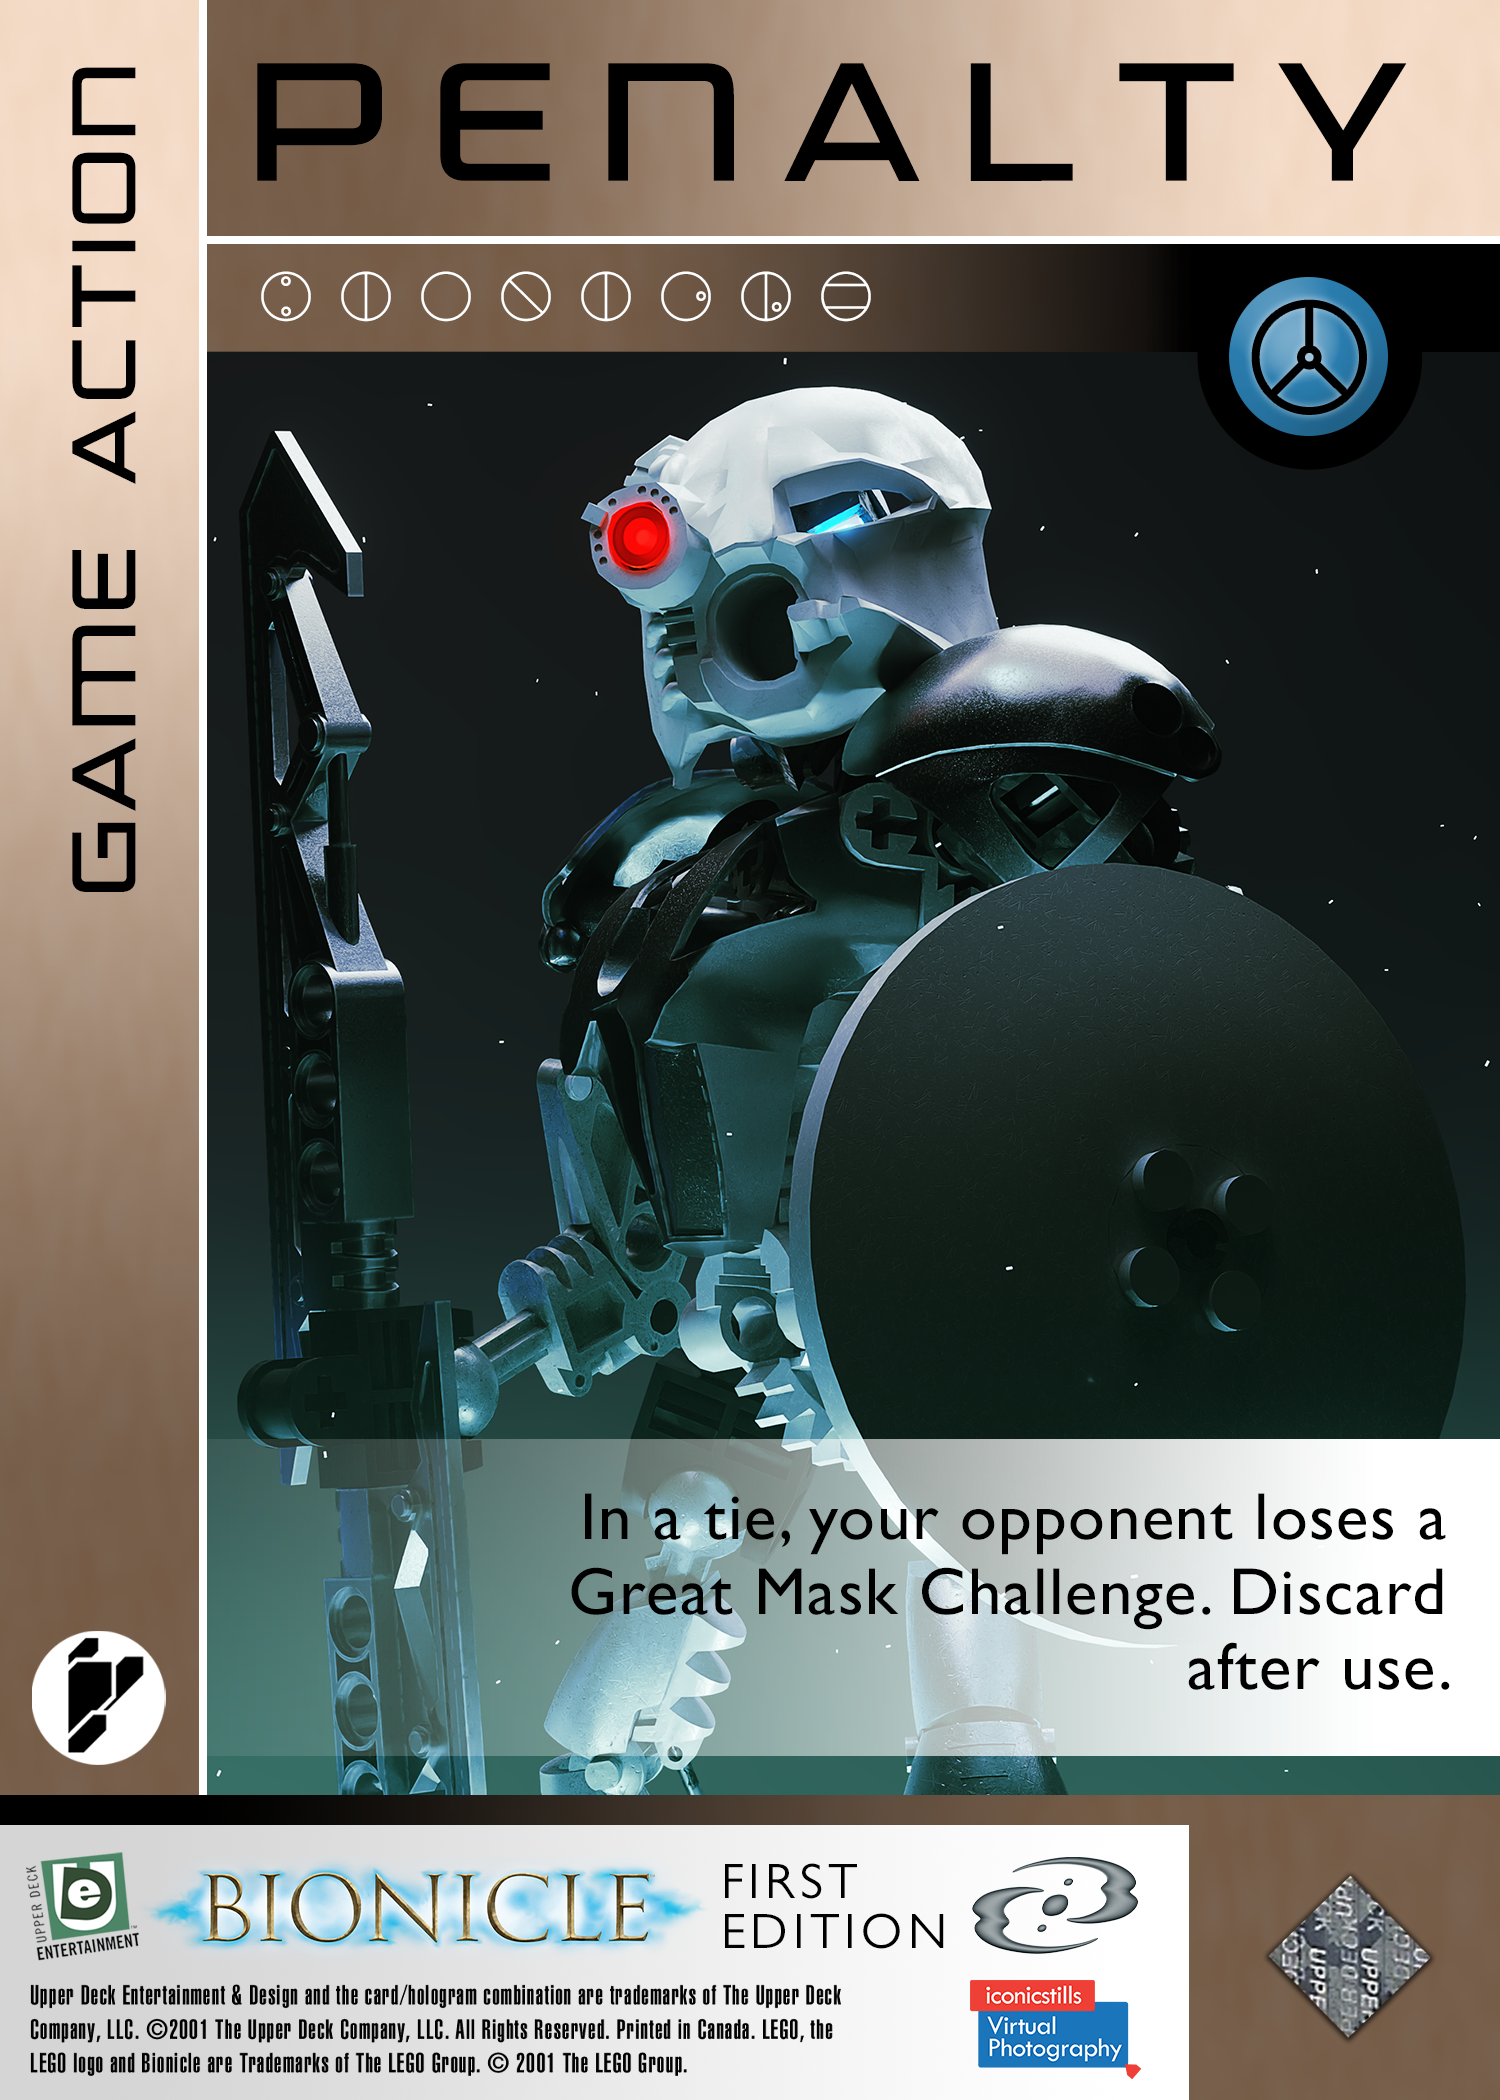 GAME ACTION
PENALTY
In a tie, your opponent loses a
Great Mask Challenge. Discard
after use.
UPPER DECK
e
ENTERTAINMENT
BIONICLE
FIRST
EDITION
Upper Deck Entertainment & Design and the card/hologram combination are trademarks of The Upper Deck
Company, LLC. ©2001 The Upper Deck Company, LLC. All Rights Reserved. Printed in Canada. LEGO, the
LEGO logo and Bionicle are Trademarks of The LEGO Group. © 2001 The LEGO Group.
iconicstills
Virtual
Photography